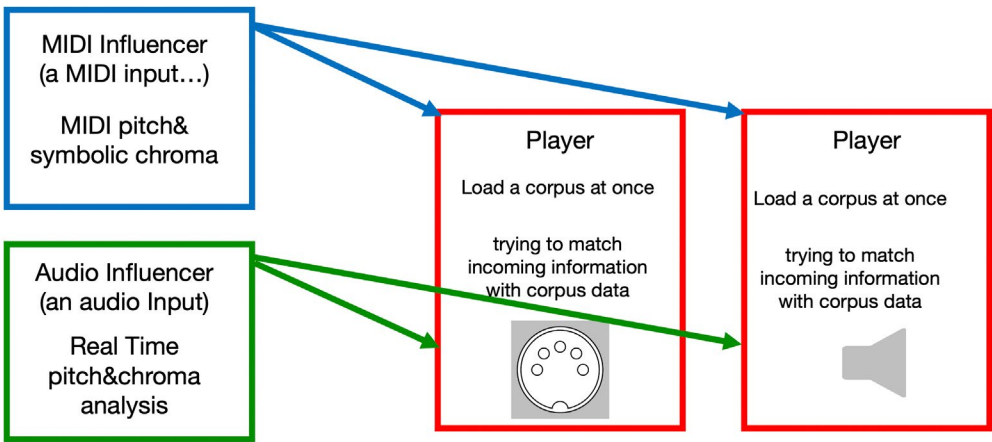 MIDI Influencer
(a MIDI input…)
MIDI pitch&
symbolic chroma
Audio Influencer
(an audio Input)
Real Time
pitch&chroma
analysis
Player
Load a corpus at once
trying to match
incoming information
with corpus data
Player
Load a corpus at once
trying to match
incoming information
with corpus data